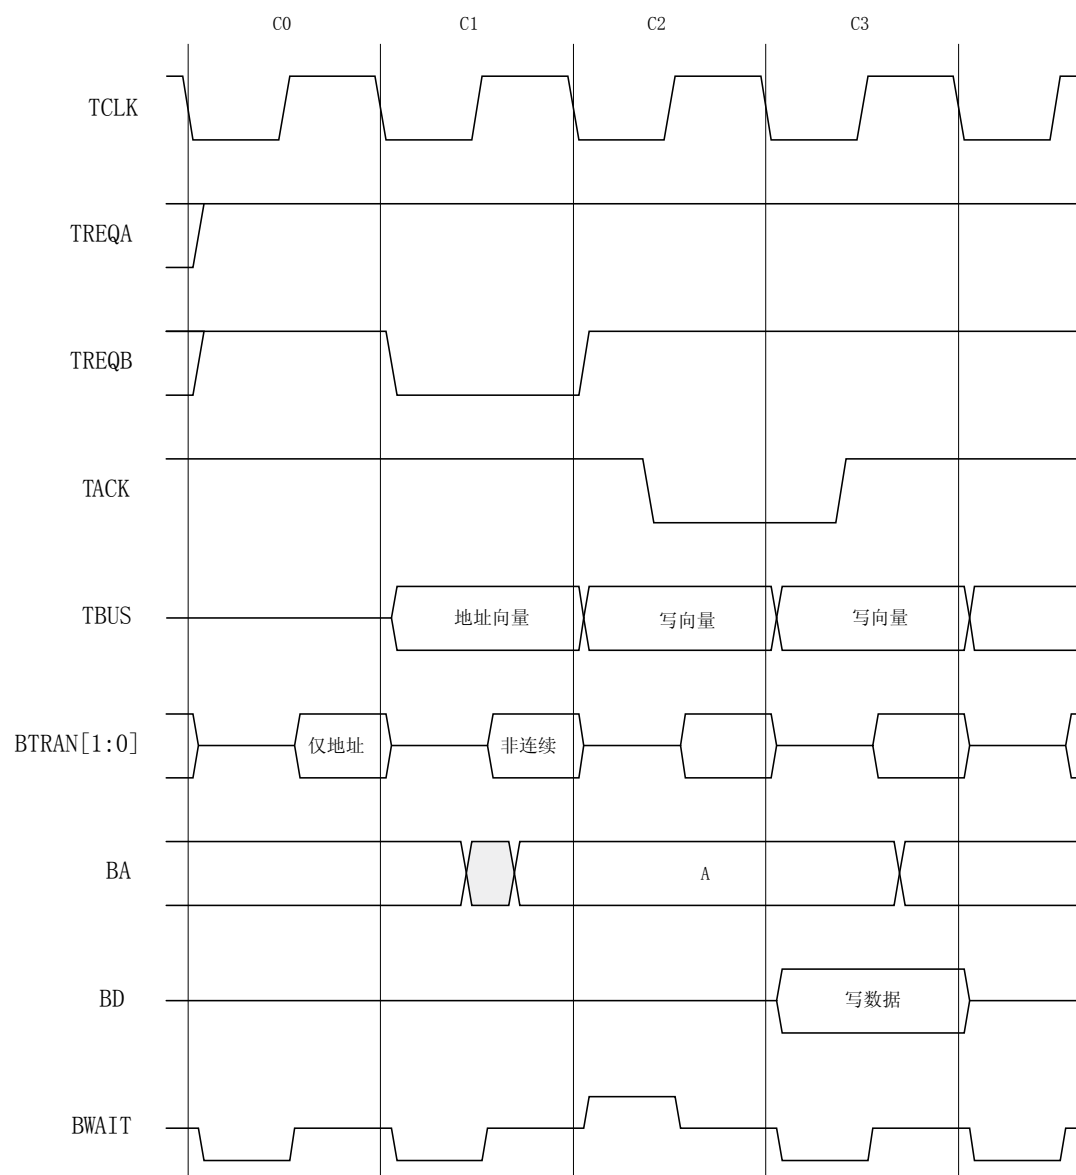 C0 C1 C2 C3
TCLK
TREQA
TREQB
TACK
TBUS 地址向量 写向量 写向量
BTRAN[1:0] 仅地址 非连续
BA A
BD 写数据
BWAIT